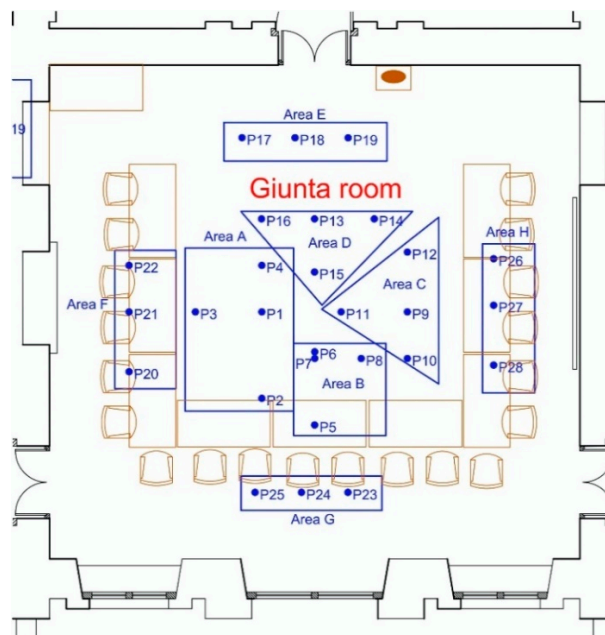 Area E
19
P17 P18 P19
Giunta room
P16 P13 P14
Area A
Area D
Area H
P12
P26
P4
P22
P15
Area C
Area F
P27
P21 P3 P1 P11 P9
P6
P7 P8 P10
P28
P20
Area B
P2
P5
P25 P24 P23
Area G